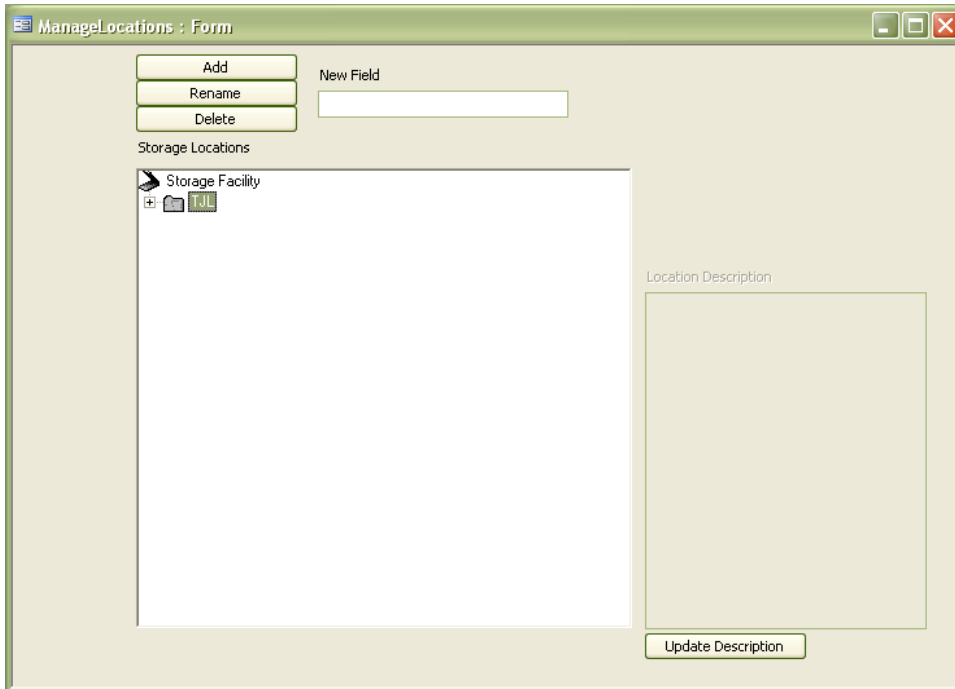 ManageLocations : Form
Add
New Field
Rename
Delete
Storage Locations
Storage Facility
TJL
Location Description
Update Description